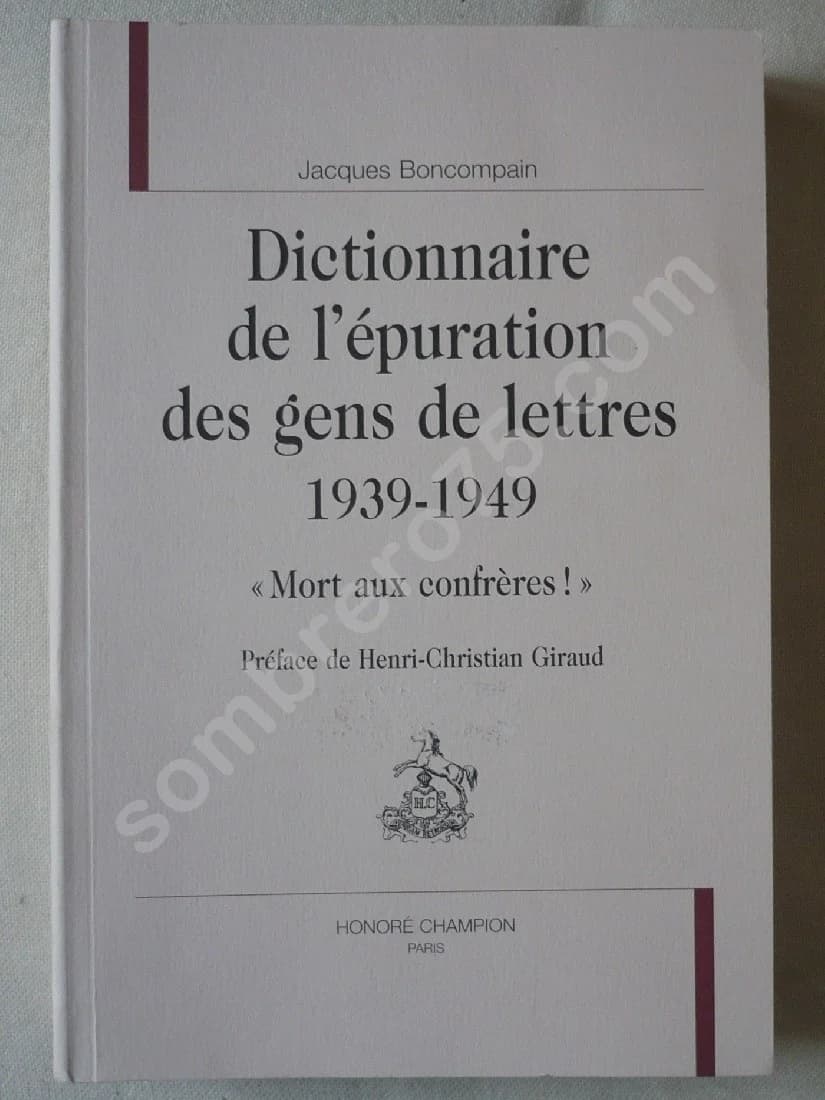 Jacques Boncompain
Dictionnaire
de l'épuration
des gens de lettres
1939-1949
« Mort aux confrères ! »
Préface de Henri-Christian Giraud
HLC
HONORÉ CHAMPION
PARIS
sombrero75.com